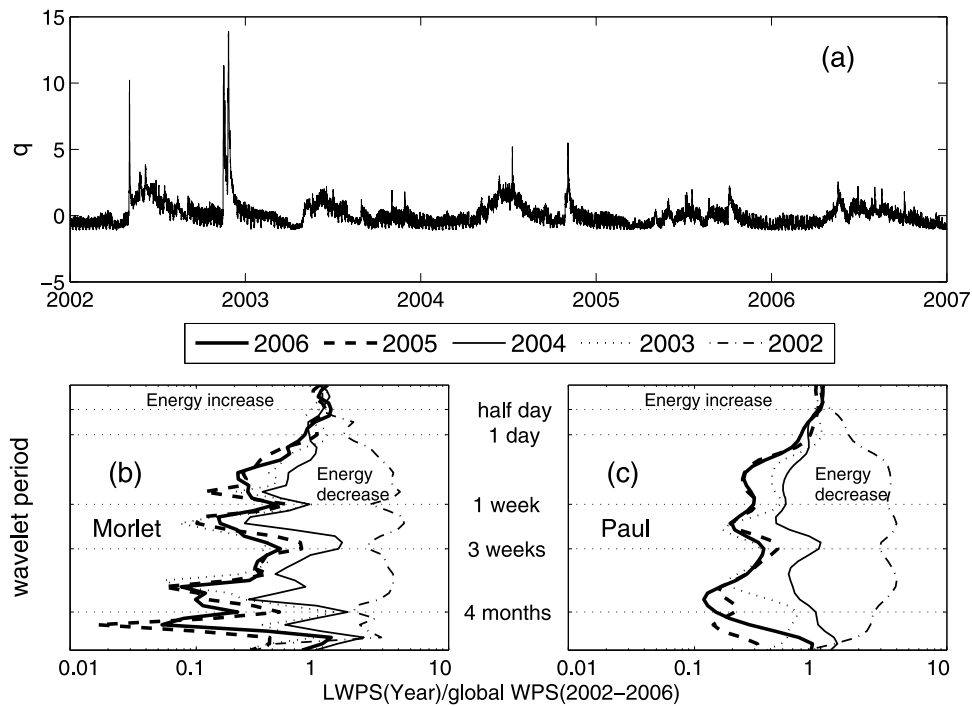 (a)
15
10
5
0
−5
q
2002 2003 2004 2005 2006 2007
2006 2005 2004 2003 2002
Energy increase
(b)
Energy
decrease
Morlet
wavelet period
half day
1 day
1 week
3 weeks
4 months
Energy increase
(c)
Energy
decrease
Paul
0.01 0.1 1 10
0.01 0.1 1 10
LWPS(Year)/global WPS(2002−2006)